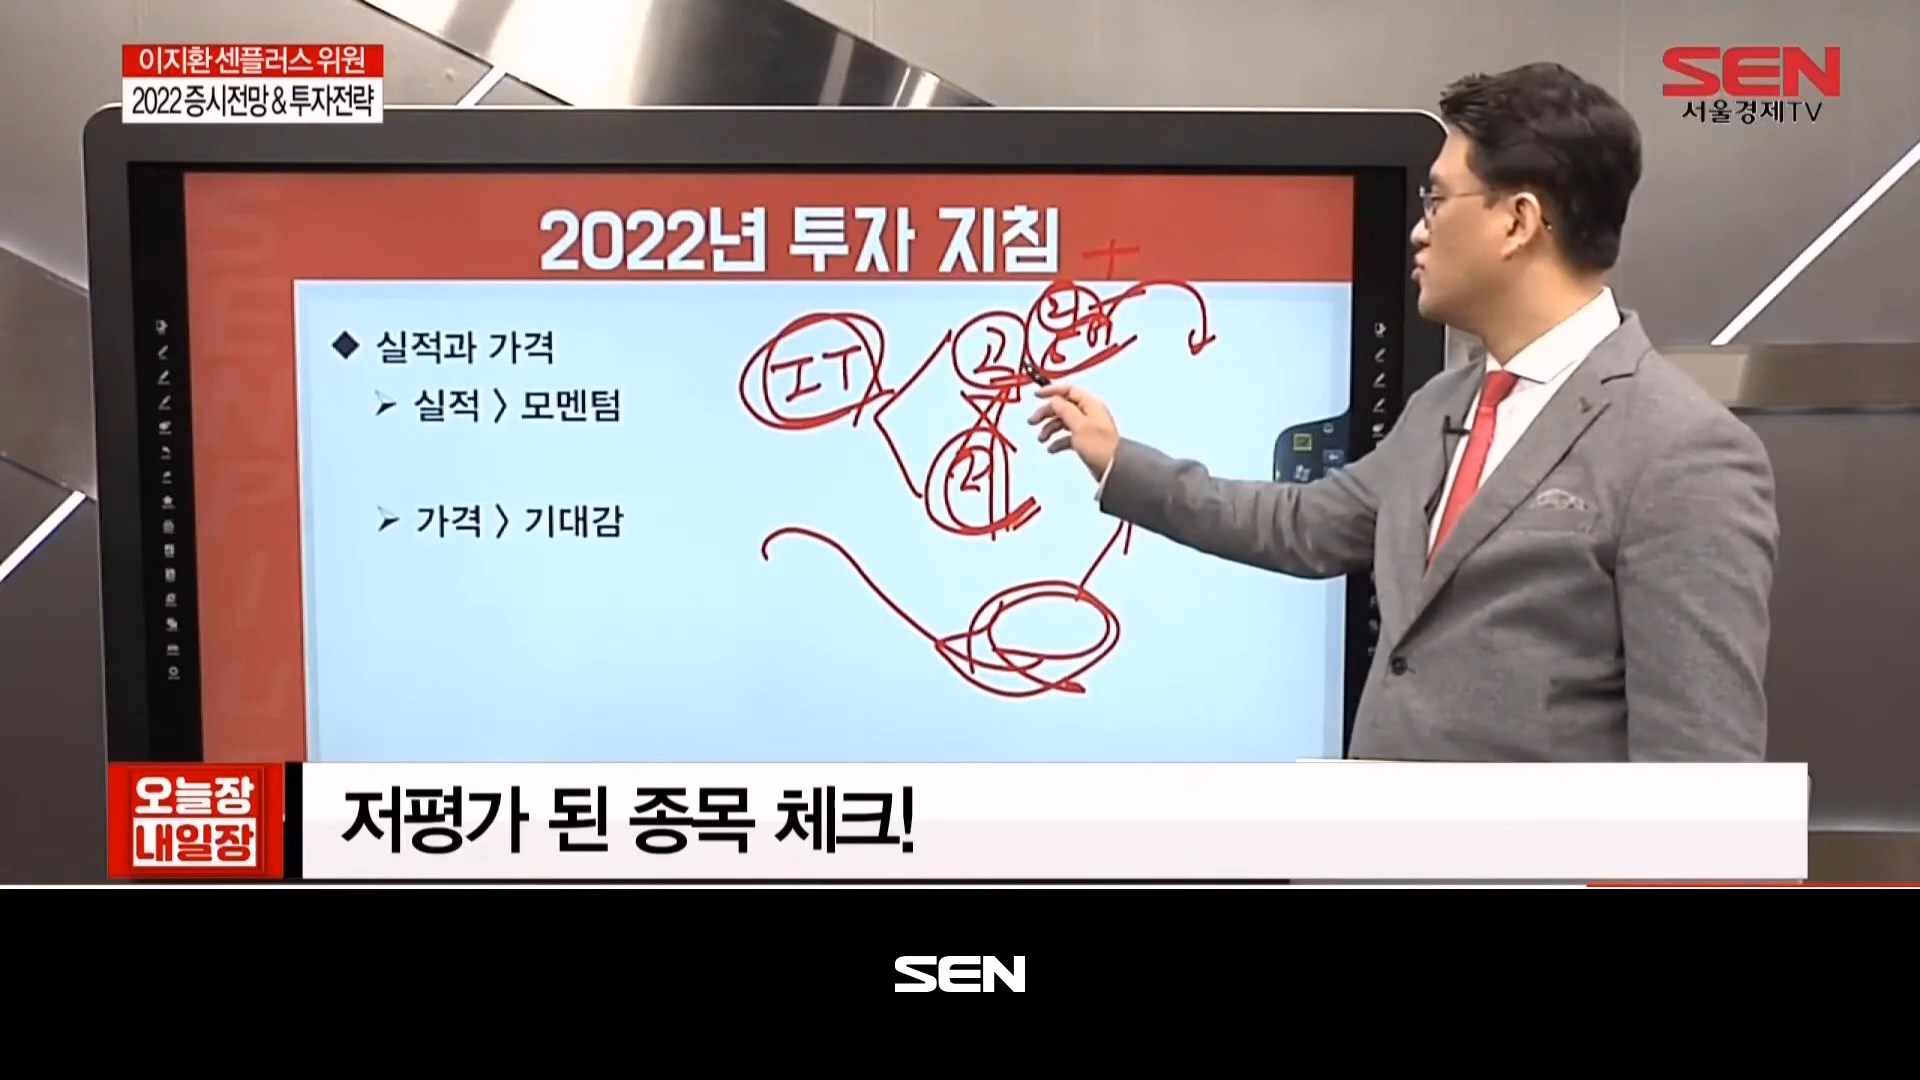 이지환 센플러스 위원
2022 증시전망 & 투자전략
SEN
서울경제TV
2022년 투자 지침
◆ 실적과 가격
➢ 실적 〉 모멘텀
➢ 가격 〉 기대감
IT
고
저
오늘장
내일장
저평가 된 종목 체크!
SEN